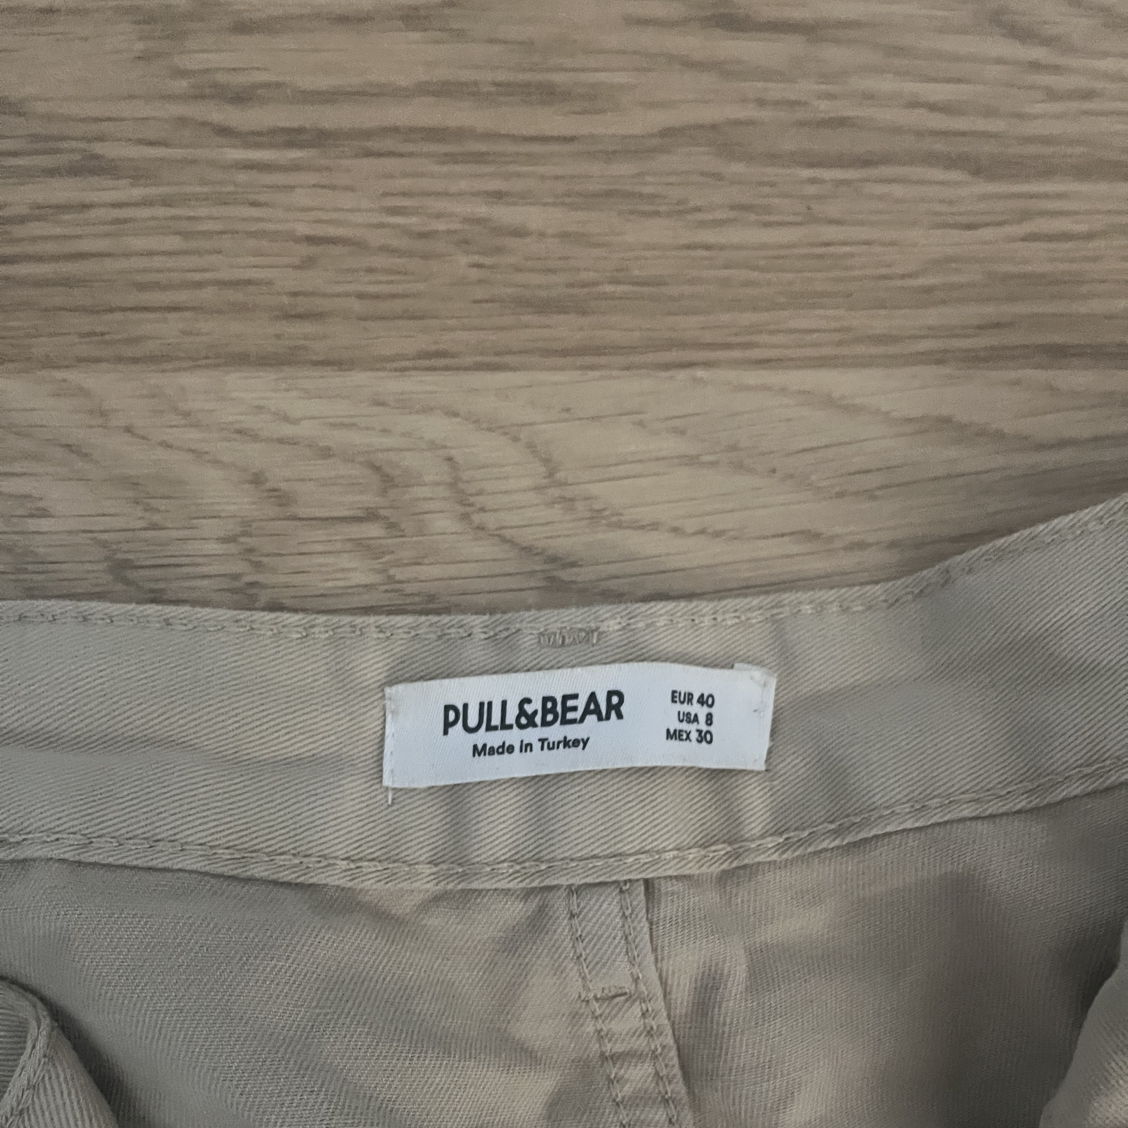 PULL&BEAR
Made in Turkey
EUR 40
USA 8
MEX 30